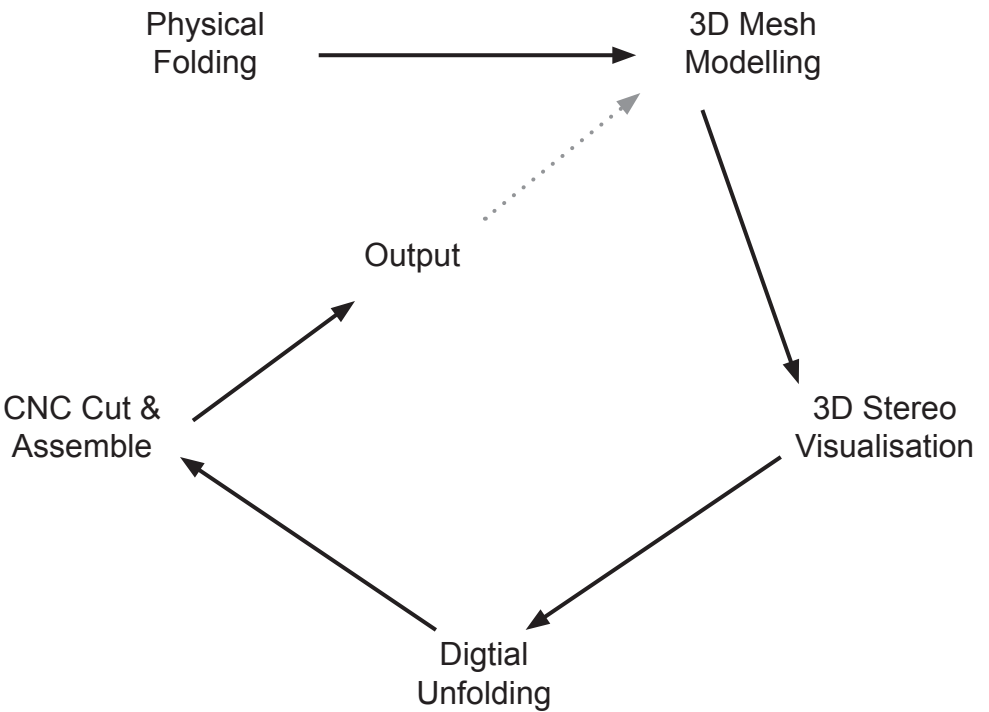 Physical
Folding
3D Mesh
Modelling
Output
CNC Cut &
Assemble
3D Stereo
Visualisation
Digtial
Unfolding